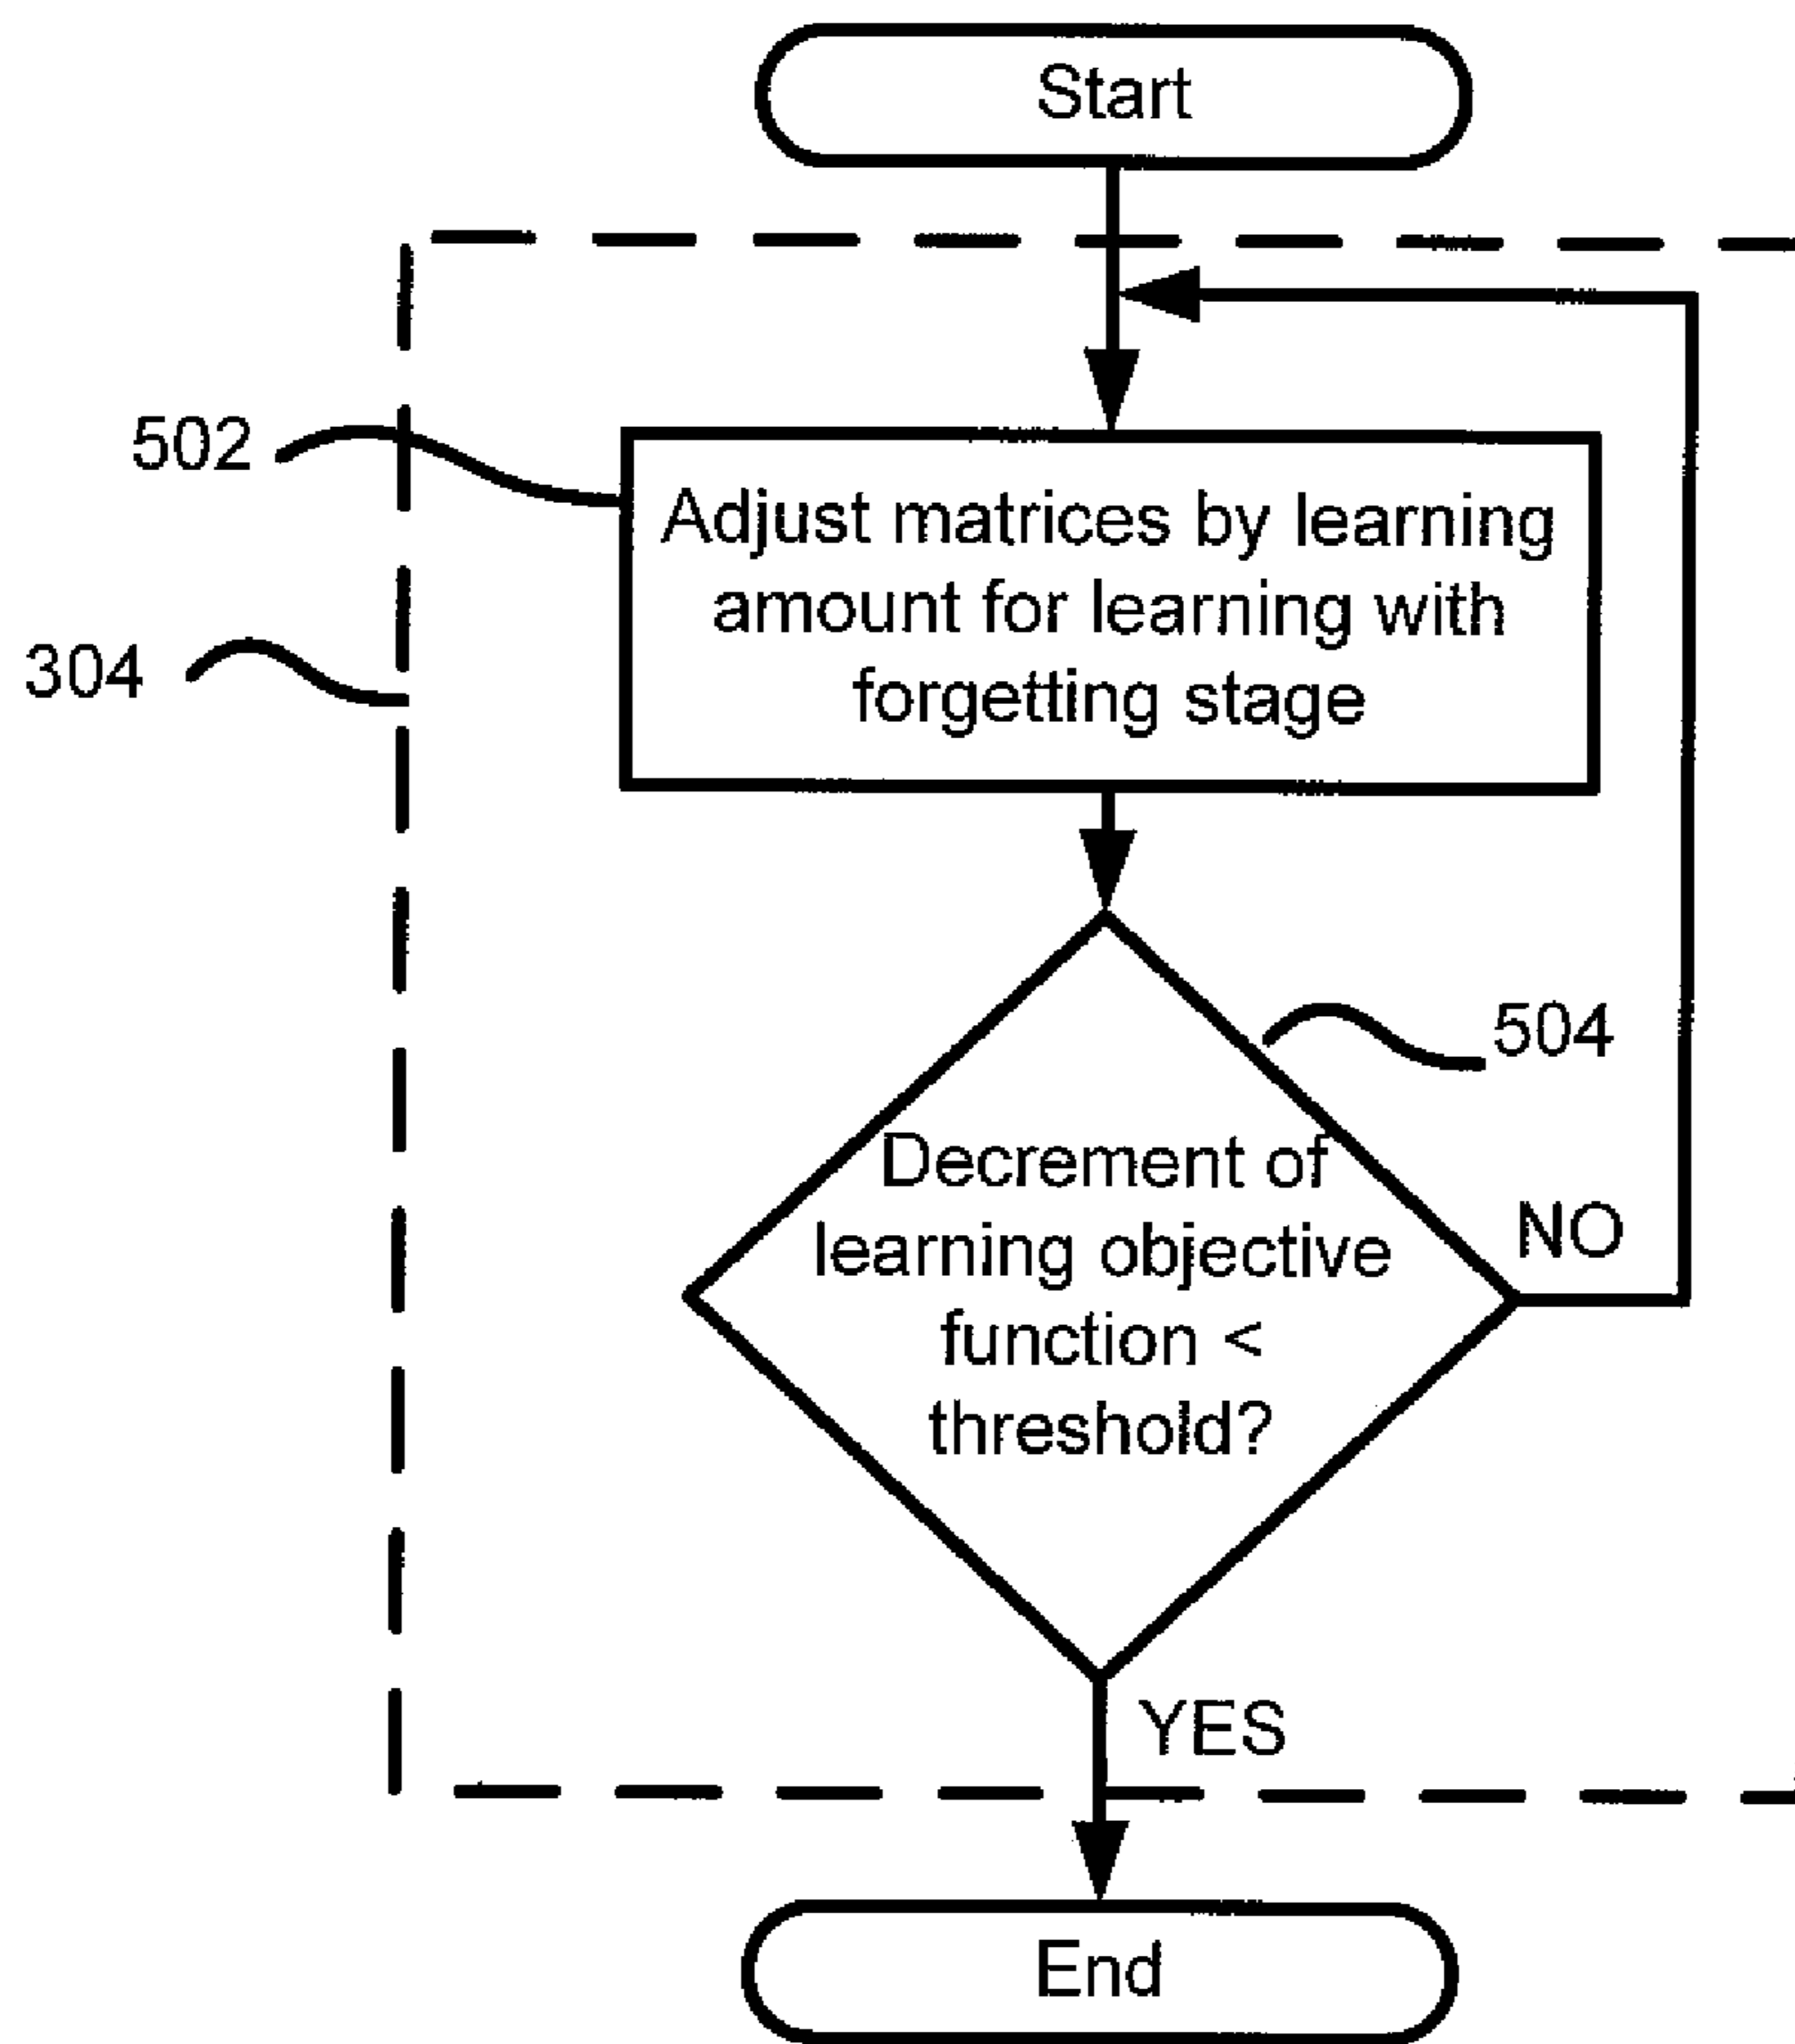 Start
502
Adjust matrices by learning
amount for learning with
forgetting stage
304
504
Decrement of
learning objective
function <
threshold?
NO
YES
End